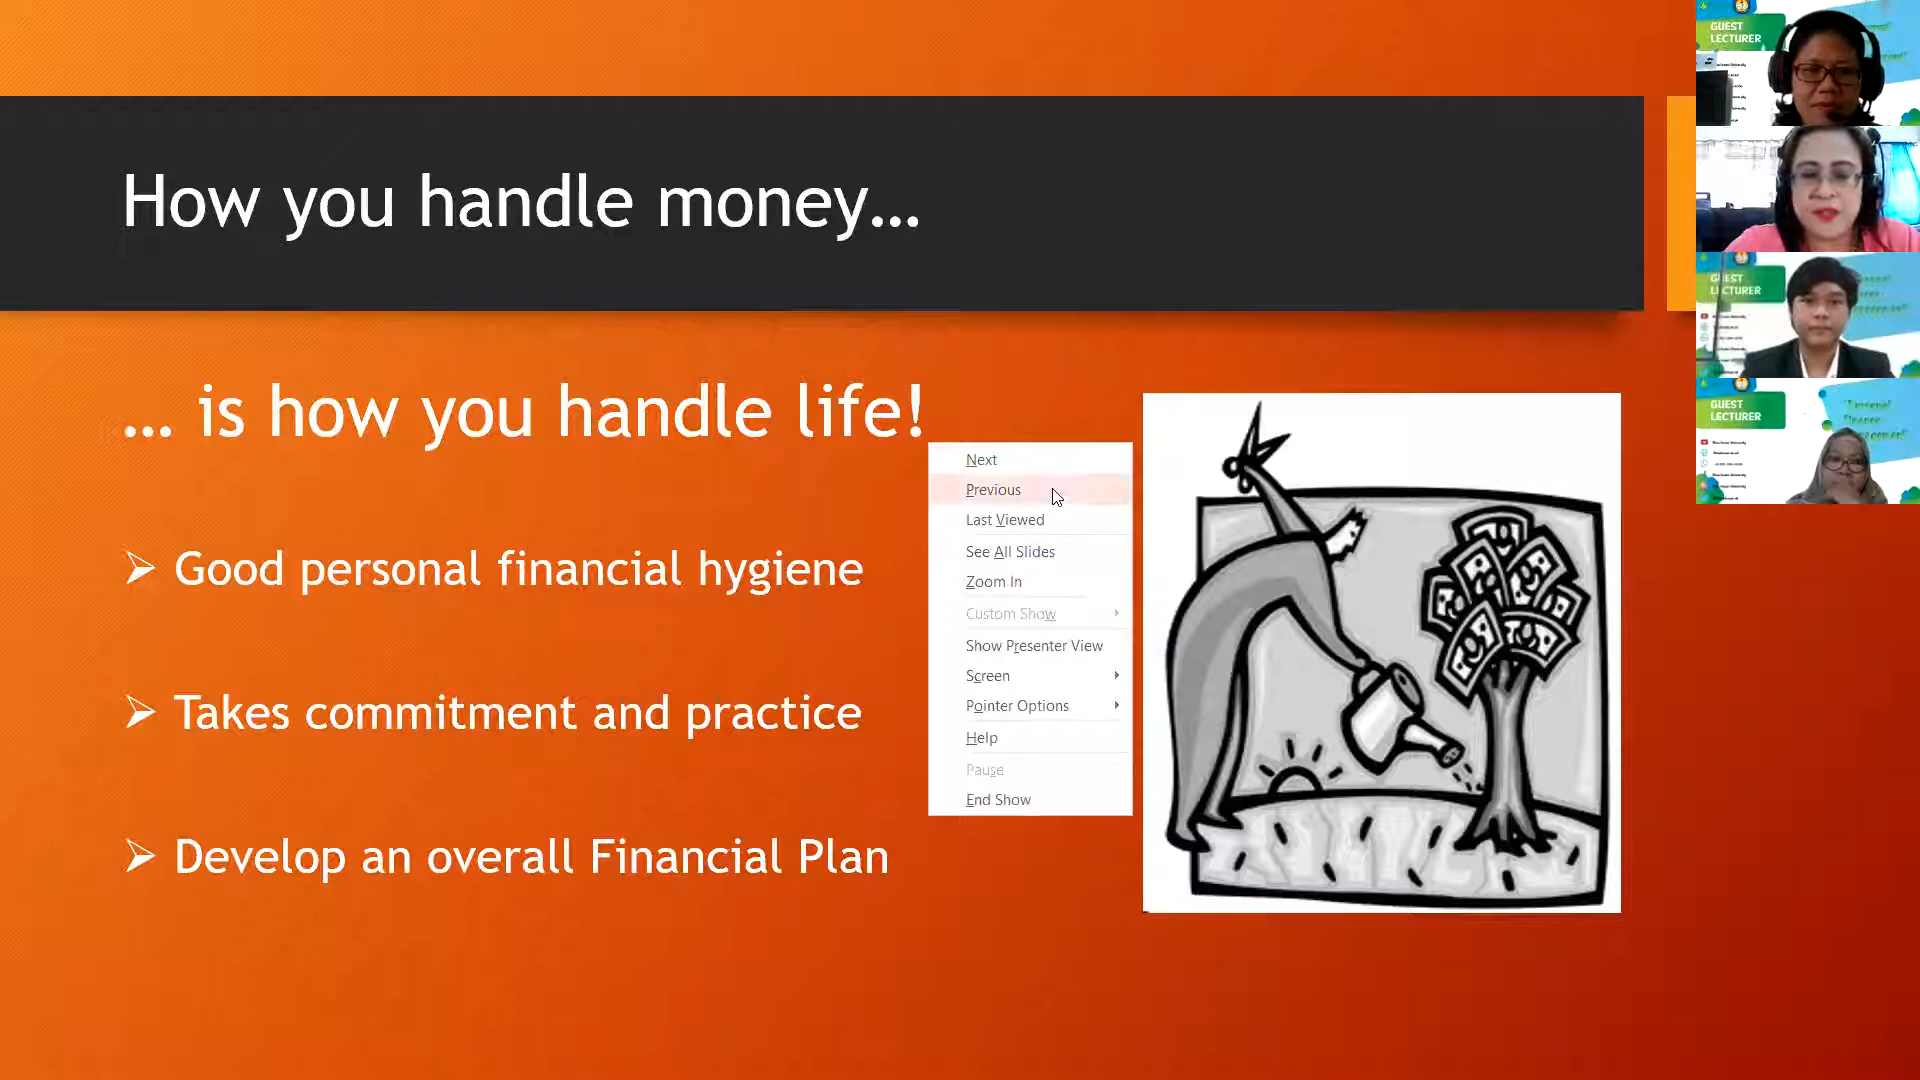 How you handle money…
… is how you handle life!
➢ Good personal financial hygiene
➢ Takes commitment and practice
➢ Develop an overall Financial Plan
Next
Previous
Last Viewed
See All Slides
Zoom In
Custom Show
Show Presenter View
Screen
Pointer Options
Help
Pause
End Show
GUEST
LECTURER
GUEST
LECTURER
GUEST
LECTURER